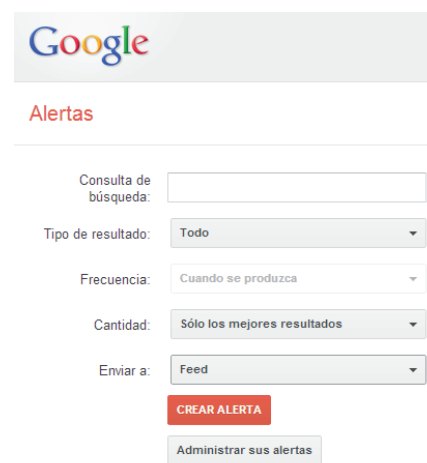 Google
Alertas
Consulta de
búsqueda:
Tipo de resultado: Todo
Frecuencia: Cuando se produzca
Cantidad: Sólo los mejores resultados
Enviar a: Feed
CREAR ALERTA
Administrar sus alertas